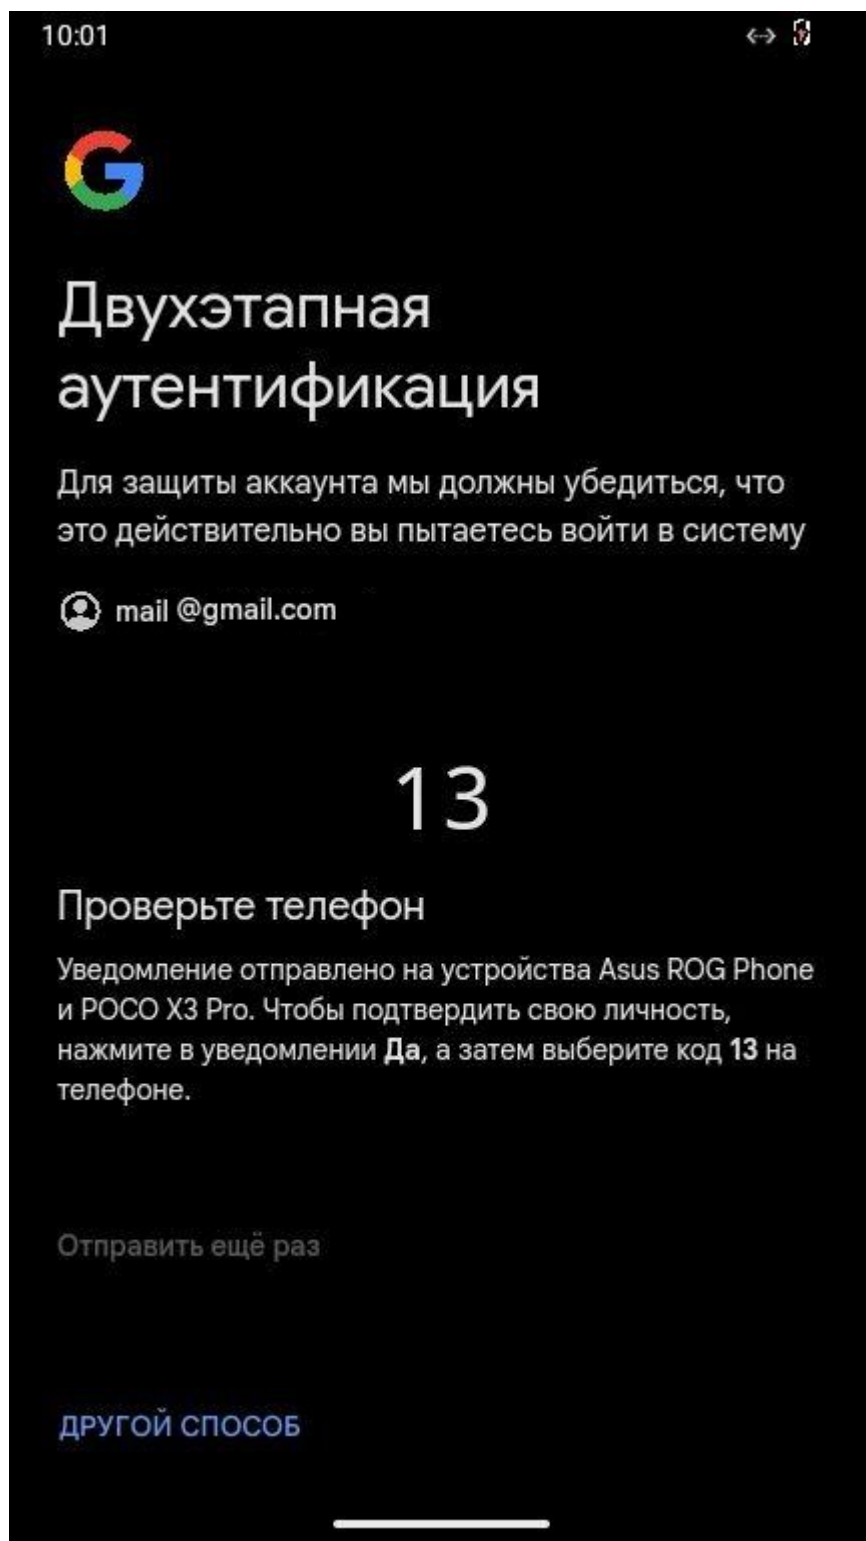 10:01
Двухэтапная
аутентификация
Для защиты аккаунта мы должны убедиться, что
это действительно вы пытаетесь войти в систему
mail @gmail.com
13
Проверьте телефон
Уведомление отправлено на устройства Asus ROG Phone
и POCO X3 Pro. Чтобы подтвердить свою личность,
нажмите в уведомлении Да, а затем выберите код 13 на
телефоне.
Отправить ещё раз
ДРУГОЙ СПОСОБ